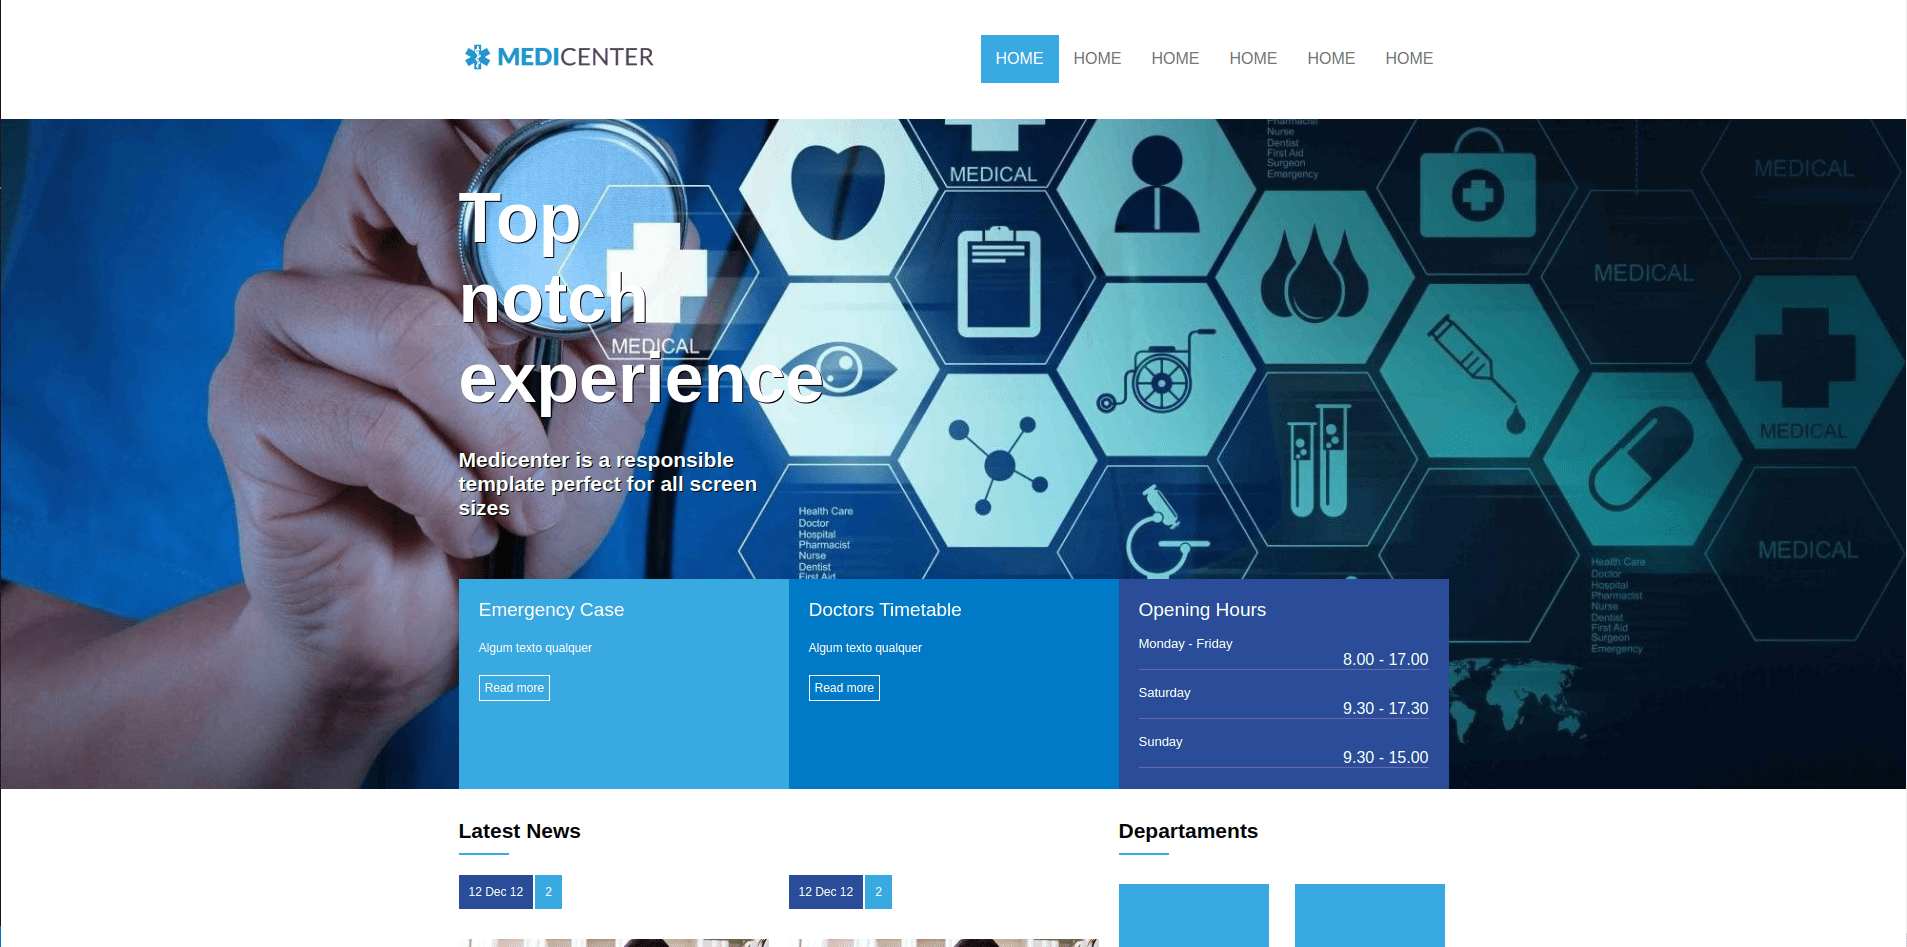 MEDICENTER
HOME HOME HOME HOME HOME HOME
Top
notch
experience
Medicenter is a responsible
template perfect for all screen
sizes
MEDICAL
MEDICAL
Pharmacist
Nurse
Dentist
First Aid
Surgeon
Emergency
MEDICAL
MEDICAL
MEDICAL
MEDICAL
Health Care
Doctor
Hospital
Pharmacist
Nurse
Dentist
First Aid
Health Care
Doctor
Hospital
Pharmacist
Nurse
Dentist
First Aid
Surgeon
Emergency
Emergency Case
Algum texto qualquer
Read more
Doctors Timetable
Algum texto qualquer
Read more
Opening Hours
Monday - Friday
8.00 - 17.00
Saturday
9.30 - 17.30
Sunday
9.30 - 15.00
Latest News
12 Dec 12 2
12 Dec 12 2
Departaments